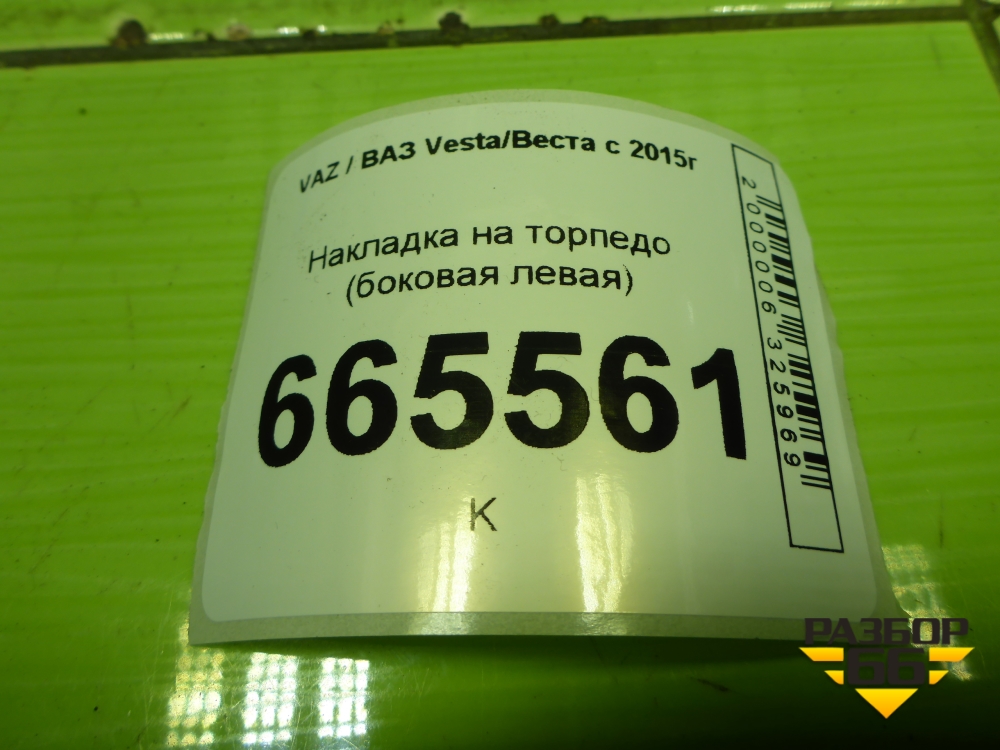 VAZ / ВАЗ Vesta/Веста с 2015г
Накладка на торпедо
(боковая левая)
665561
К
2000006325969
РАЗБОР
66